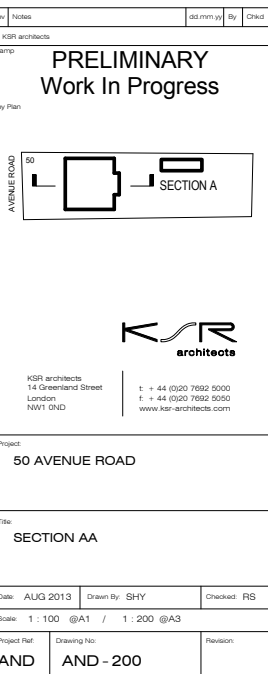 Notes dd.mm.yy By Chkd
KSR architects
PRELIMINARY
Work In Progress
50
AVENUE ROAD
SECTION A
KSR
architects
KSR architects
14 Greenland Street
London
NW1 0ND
t: + 44 (0)20 7692 5000
f: + 44 (0)20 7692 5050
www.ksr-architects.com
Project:
50 AVENUE ROAD
Title:
SECTION AA
Date: AUG 2013 Drawn By: SHY Checked: RS
Scale: 1 : 100 @A1 / 1 : 200 @A3
Project Ref: Drawing No: Revision:
AND AND - 200